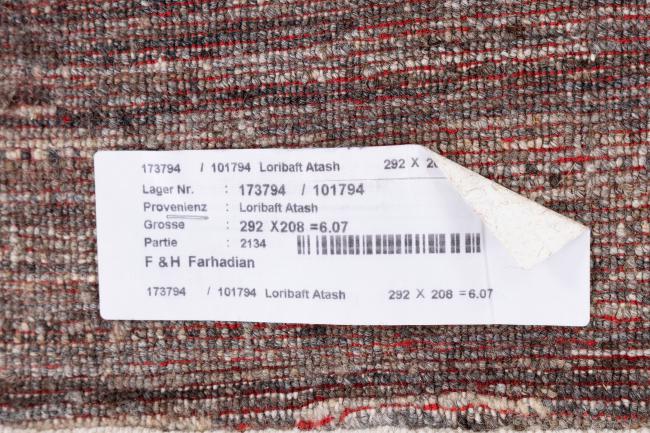 173794 / 101794 Loribaft Atash 292 X
Lager Nr. : 173794 / 101794
Provenienz : Loribaft Atash
Grosse : 292 X208 =6.07
Partie : 2134
F & H Farhadian
173794 / 101794 Loribaft Atash 292 X 208 =6.07